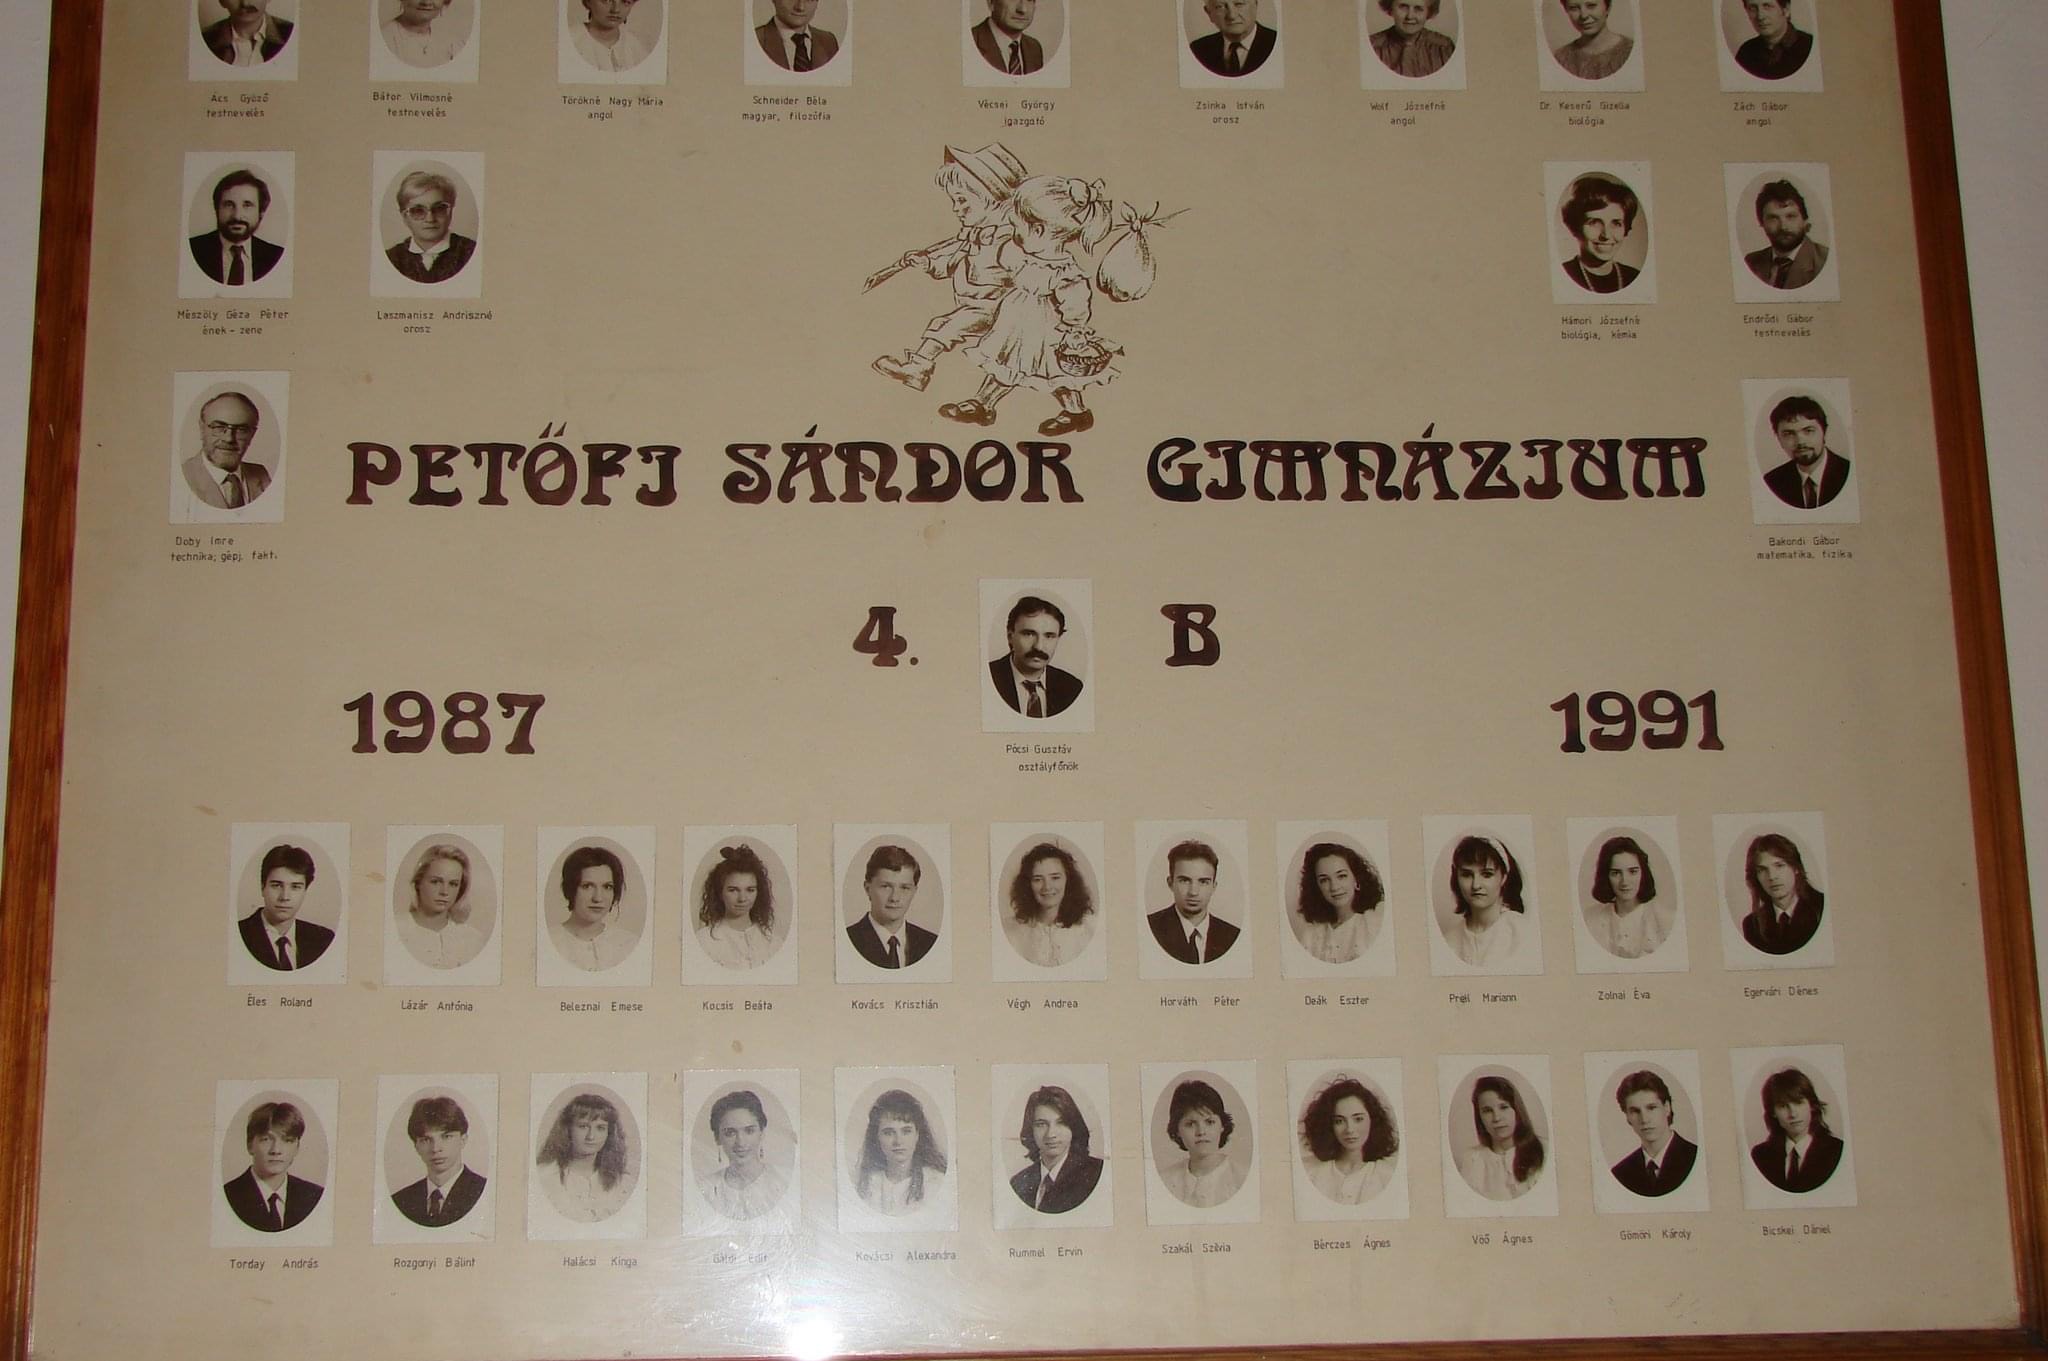 Ács Győző
testnevelés
Bátor Vilmosné
testnevelés
Törökné Nagy Mária
angol
Schneider Béla
magyar, filozófia
Vécsei György
igazgató
Zsinka István
orosz
Wolf Józsefné
angol
Dr. Keserű Gizella
biológia
Zách Gábor
angol
Mészöly Géza Péter
ének - zene
Laszmanisz Andriszné
orosz
Hámori Józsefné
biológia, kémia
Endrődi Gábor
testnevelés
Doby Imre
technika; gépj. fakt.
PETŐFI SÁNDOR GIMNÁZIUM
Bakondi Gábor
matematika, fizika
4. B
1987
1991
Pócsi Gusztáv
osztályfőnök
Éles Roland
Lázár Antónia
Beleznai Emese
Kocsis Beáta
Kovács Krisztián
Végh Andrea
Horváth Péter
Deák Eszter
Prejl Mariann
Zolnai Éva
Egervári Dénes
Torday András
Rozgonyi Bálint
Halácsi Kinga
Gáldi Edit
Kovácsi Alexandra
Rummel Ervin
Szakál Szilvia
Bérczes Ágnes
Vöő Ágnes
Gömöri Károly
Bicskei Dániel